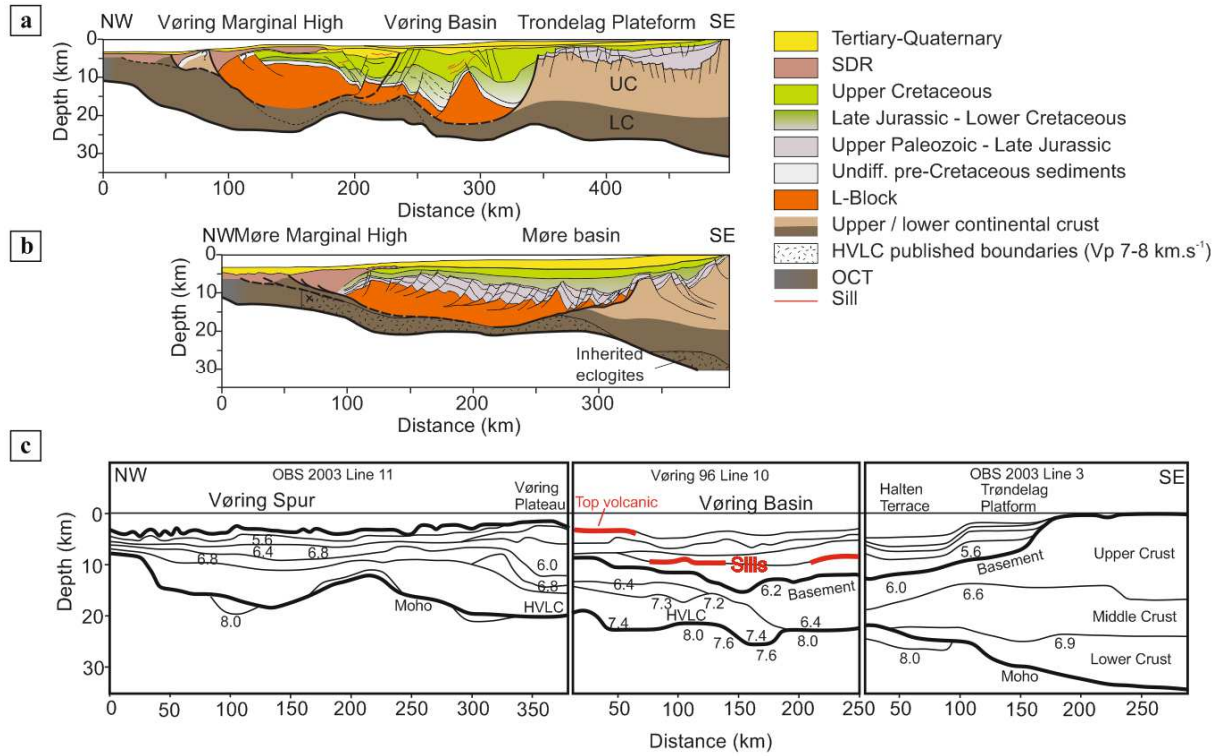 a
NW Vøring Marginal High Vøring Basin Trondelag Plateform SE
Depth (km)
0
10
20
30
UC
LC
0 100 200 300 400
Distance (km)
b
NW Møre Marginal High Møre basin SE
Depth (km)
0
10
20
30
Inherited
eclogites
0 100 200 300
Distance (km)
Tertiary-Quaternary
SDR
Upper Cretaceous
Late Jurassic - Lower Cretaceous
Upper Paleozoic - Late Jurassic
Undiff. pre-Cretaceous sediments
L-Block
Upper / lower continental crust
HVLC published boundaries (Vp 7-8 km.s⁻¹)
OCT
Sill
c
NW OBS 2003 Line 11
Vøring Spur
Vøring
Plateau
Depth (km)
0
10
20
30
5.6
6.4 6.8
6.8
6.0
6.8
Moho
HVLC
8.0
0 50 100 150 200 250 300 350
Vøring 96 Line 10
Top volcanic
Vøring Basin
Sills
6.4
6.2 Basement
7.3 7.2
HVLC
6.4
7.4 8.0 7.6 7.4 8.0
7.6
50 100 150 200 250
OBS 2003 Line 3 SE
Halten
Terrace
Trøndelag
Platform
5.6
Basement
Upper Crust
6.0
6.6
Middle Crust
6.9
8.0
Lower Crust
Moho
50 100 150 200 250
Distance (km)